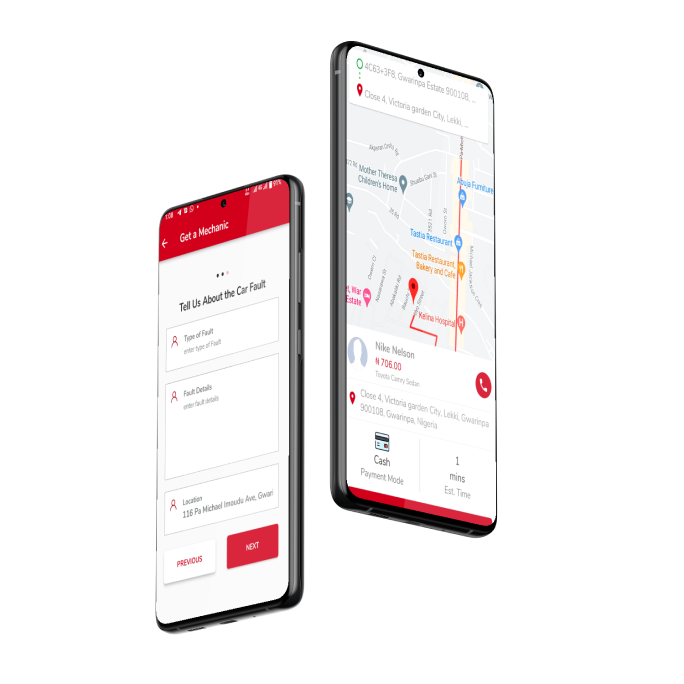 1:08
91%
Get a Mechanic
Tell Us About the Car Fault
Type of Fault
enter type of Fault
Fault Details
enter fault details
Location
116 Pa Michael Imoudu Ave, Gwari
PREVIOUS
NEXT
4C63+3F8, Gwarinpa Estate 900108, ...
Close 4, Victoria garden City, Lekki, ...
Mother Theresa
Children's Home
Abuja Furniture
Tastia Restaurant
Tastia Restaurant,
Bakery and Cafe
War
Estate
Kelina Hospital
Nike Nelson
₦ 706.00
Toyota Camry Sedan
Close 4, Victoria garden City, Lekki, Gwarinpa
900108, Gwarinpa, Nigeria
Cash
Payment Mode
1
mins
Est. Time